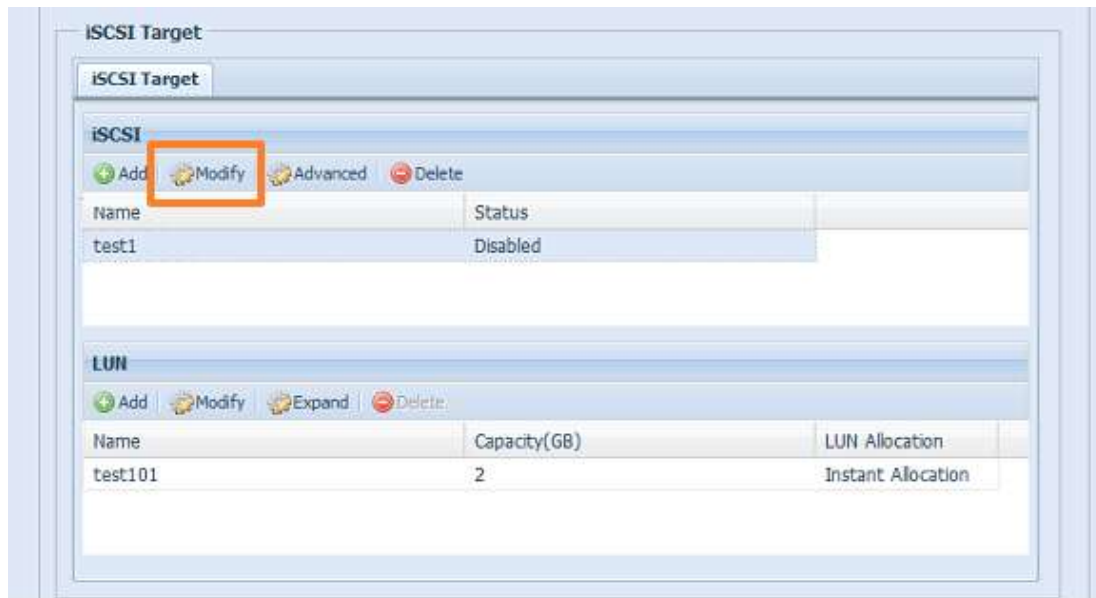 iSCSI Target
iSCSI Target
iSCSI
Add Modify Advanced Delete
Name Status
test1 Disabled
LUN
Add Modify Expand Delete
Name Capacity(GB) LUN Allocation
test101 2 Instant Allocation